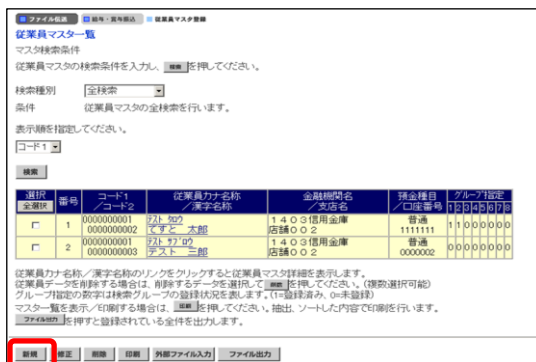 ファイル伝送 給与・賞与振込 従業員マスタ登録
従業員マスタ一覧
マスタ検索条件
従業員マスタの検索条件を入力し、 検索 を押してください。
検索種別 全検索
条件 従業員マスタの全検索を行います。
表示順を指定してください。
コード1
検索
選択 番号 コード1 従業員カナ名称 金融機関名 預金種目 グループ指定
全選択 /コード2 /漢字名称 /支店名 /口座番号 1 2 3 4 5 6 7 8
1 0000000001 テスト タロウ 1403信用金庫 普通 1 1 0 0 0 0 0 0
0000000002 てすと 太郎 店舗002 1111111
2 0000000001 テスト サブロウ 1403信用金庫 普通 0 0 0 0 0 0 0 0
0000000003 テスト 三郎 店舗002 0000002
従業員カナ名称/漢字名称のリンクをクリックすると従業員マスタ詳細を表示します。
従業員データを削除する場合は、削除するデータを選択して 削除 を押してください。(複数選択可能)
グループ指定の数字は検索グループの登録状況を表します。(1=登録済み、0=未登録)
マスタ一覧を表示/印刷する場合は、 印刷 を押してください。抽出、ソートした内容で印刷を行います。
ファイル出力 を押すと登録されている全件を出力します。
新規 修正 削除 印刷 外部ファイル入力 ファイル出力